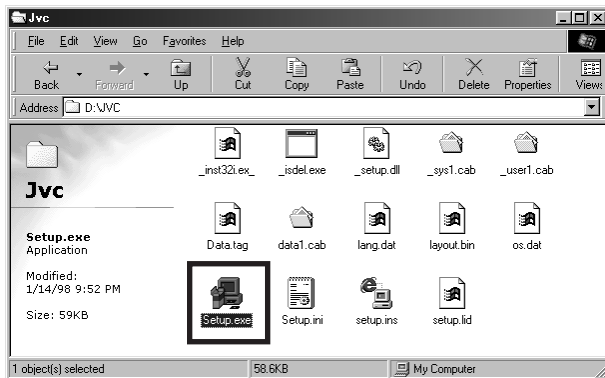 Jvc
File Edit View Go Favorites Help
Back Forward Up Cut Copy Paste Undo Delete Properties Views
Address D:\JVC
Jvc
Setup.exe
Application
Modified:
1/14/98 9:52 PM
Size: 59KB
_inst32i.ex_ _isdel.exe _setup.dll _sys1.cab _user1.cab
Data.tag data1.cab lang.dat layout.bin os.dat
Setup.exe Setup.ini setup.ins setup.lid
1 object(s) selected 58.6KB My Computer